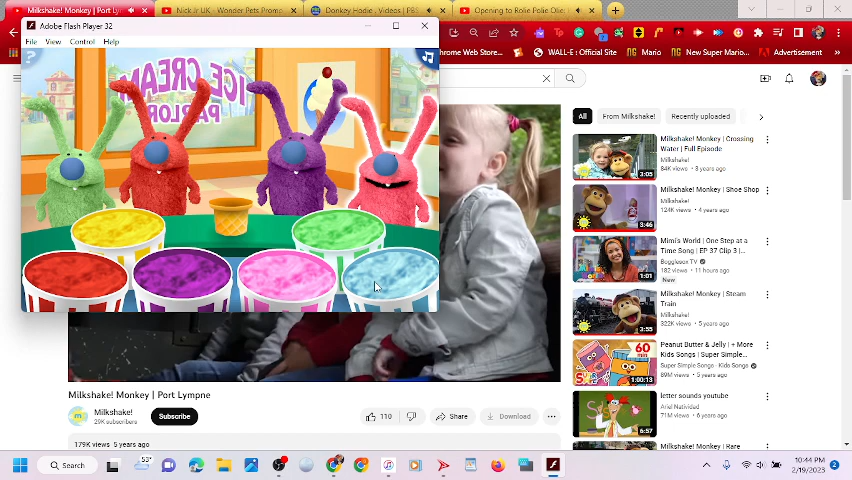 Milkshake! Monkey | Port Lyn
Nick Jr UK - Wonder Pets Promo
Donkey Hodie . Videos | PBS
Opening to Rolie Polie Olie:
Adobe Flash Player 32
File View Control Help
hrome Web Store...
WALL-E : Official Site
Mario
New Super Mario...
Advertisement
ICE CREAM
PARLOR
All
From Milkshake!
Recently uploaded
Milkshake! Monkey | Crossing
Water | Full Episode
Milkshake!
84K views • 3 years ago
3:05
Milkshake! Monkey | Shoe Shop
Milkshake!
124K views • 4 years ago
3:46
Mimi's World | One Step at a
Time | EP 37 Clip 3 |...
Bogglesox TV
182 views • 11 hours ago
New
1:01
Milkshake! Monkey | Steam
Train
Milkshake!
322K views • 5 years ago
3:55
Peanut Butter & Jelly | + More
Kids Songs | Super Simple...
Super Simple Songs - Kids Songs
89M views • 5 years ago
60
min
1:00:13
letter sounds youtube
Ariel Natividad
71M views • 6 years ago
6:57
Milkshake! Monkey | Rare
Milkshake! Monkey | Port Lympne
Milkshake!
29K subscribers
Subscribe
110
Share
Download
179K views 5 years ago
53°
Search
10:44 PM
2/19/2023
2